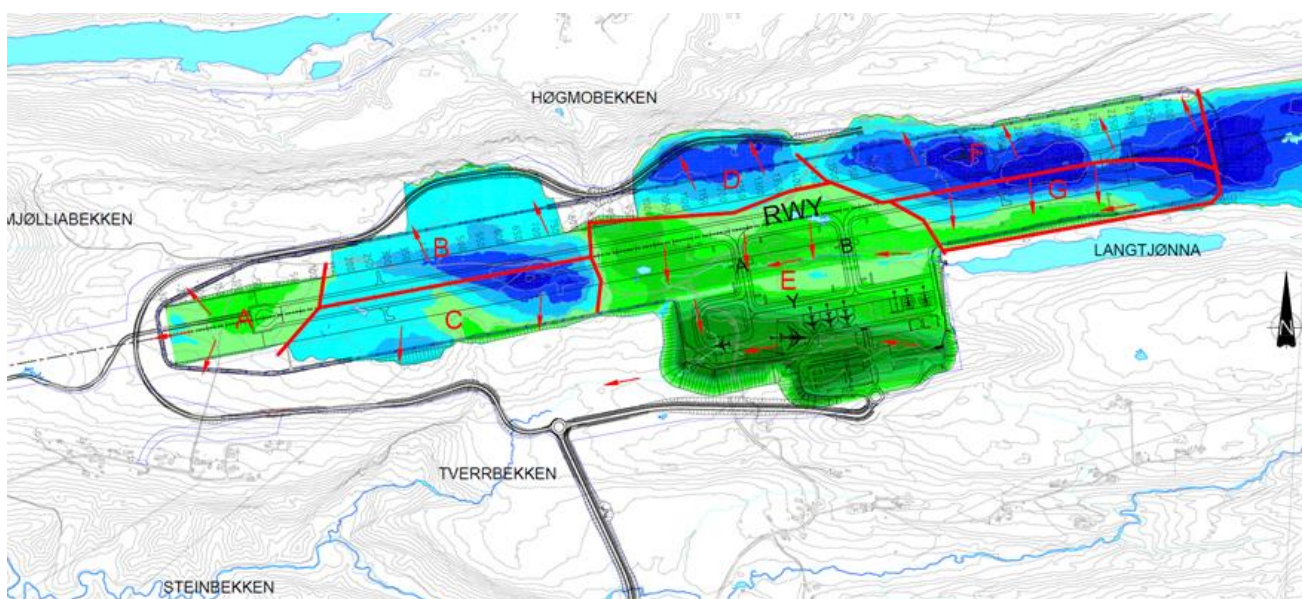 HØGMOBEKKEN
MJØLLIABEKKEN
D
F
G
RWY
B
B
LANGTJØNNA
A
E
Y
A
C
N
TVERRBEKKEN
STEINBEKKEN